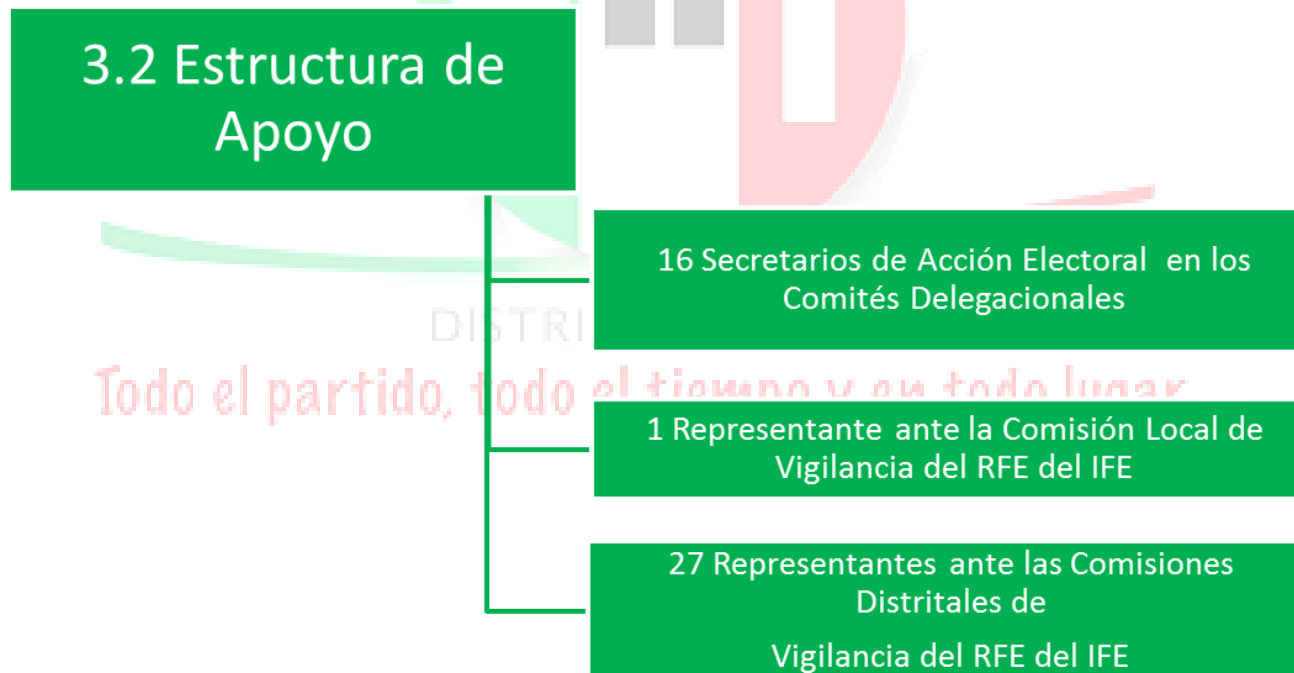 3.2 Estructura de
Apoyo
16 Secretarios de Acción Electoral en los
Comités Delegacionales
DISTRI
Todo el partido, todo el tiempo y en todo lugar
1 Representante ante la Comisión Local de
Vigilancia del RFE del IFE
27 Representantes ante las Comisiones
Distritales de
Vigilancia del RFE del IFE